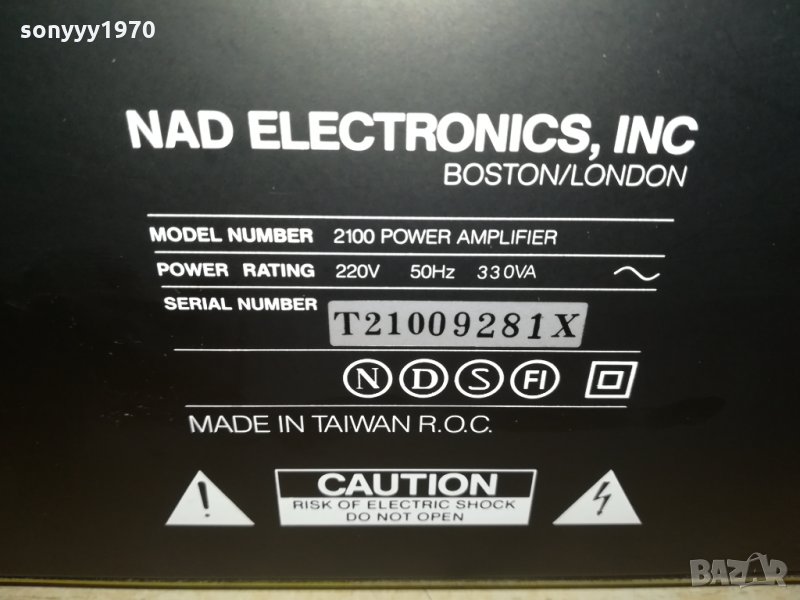 sonyyy1970
NAD ELECTRONICS, INC
BOSTON/LONDON
MODEL NUMBER 2100 POWER AMPLIFIER
POWER RATING 220V 50Hz 330VA
SERIAL NUMBER T21009281X
N D S FI
MADE IN TAIWAN R.O.C.
! CAUTION
RISK OF ELECTRIC SHOCK
DO NOT OPEN
BAZAR